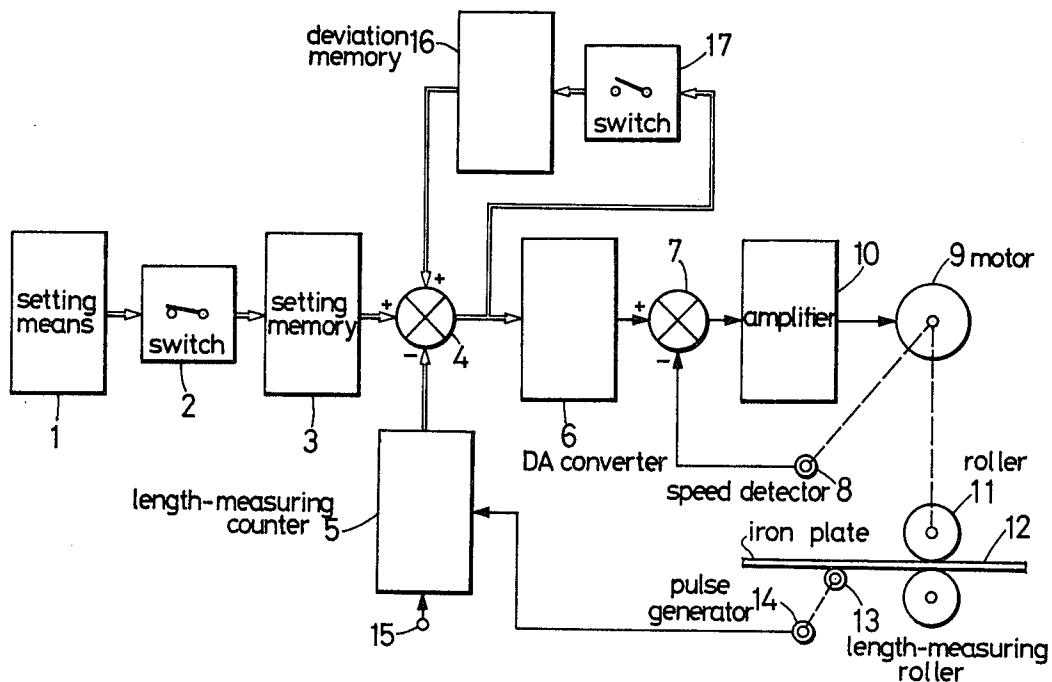 deviation 16
memory
17
switch
setting
means
1
switch
2
setting
memory
3
+
+
-
4
6
DA converter
+
-
7
amplifier
10
9 motor
speed detector 8
roller
11
iron plate
12
length-measuring
counter 5
15
pulse
generator 14
13
length-measuring
roller